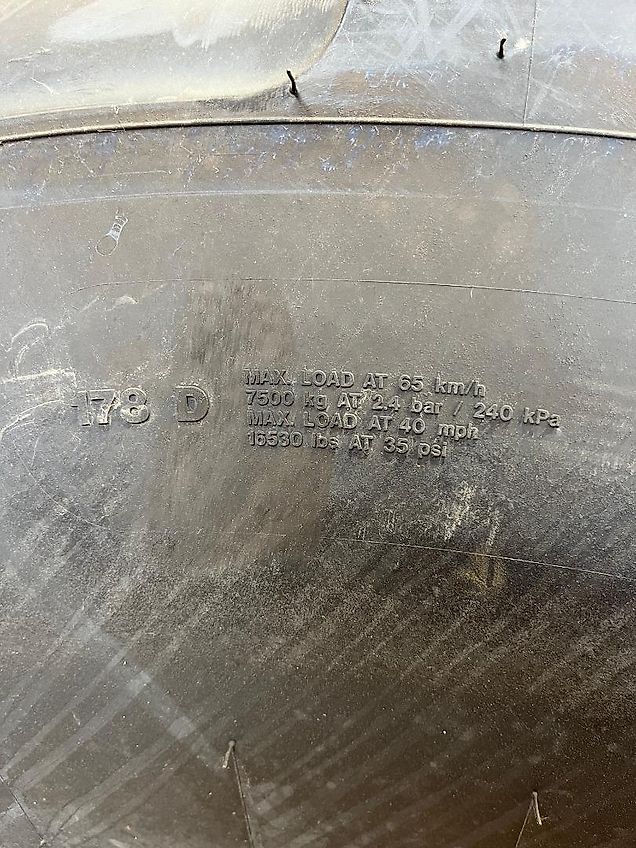 178 D
MAX. LOAD AT 65 km/h
7500 kg AT 2.4 bar / 240 kPa
MAX. LOAD AT 40 mph
16530 lbs AT 35 psi